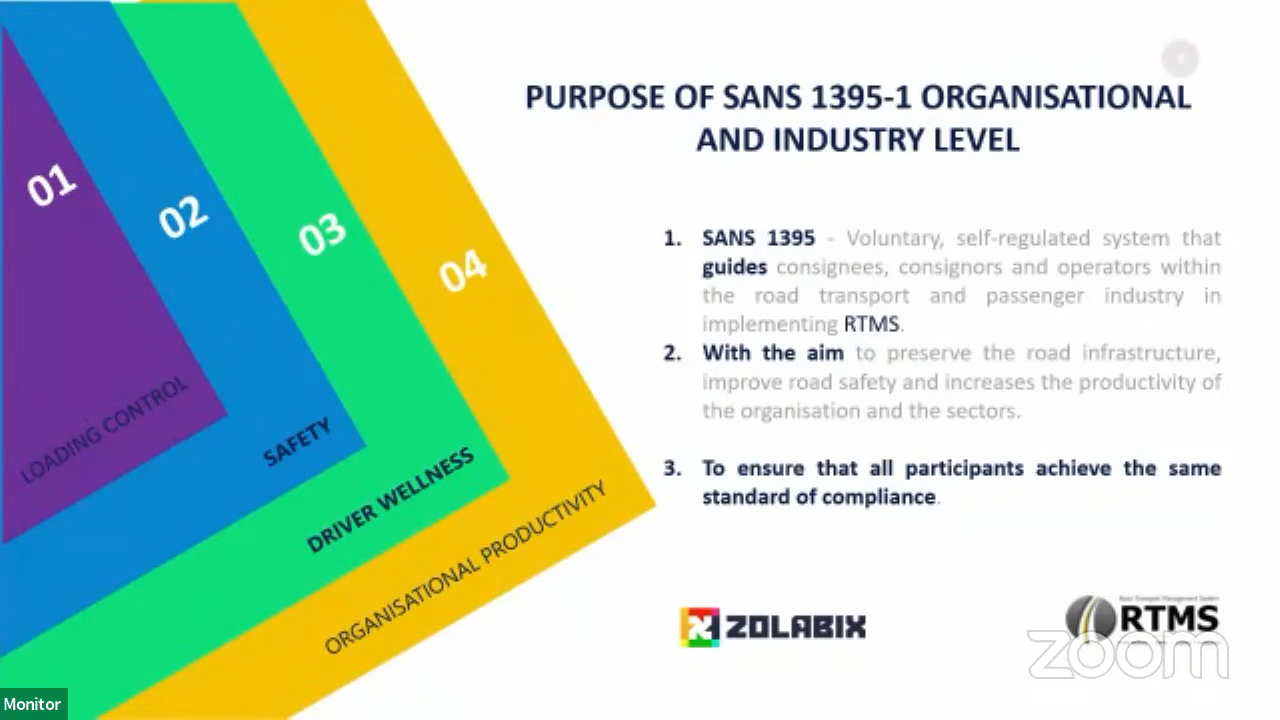 PURPOSE OF SANS 1395-1 ORGANISATIONAL
AND INDUSTRY LEVEL
01
02
03
04
LOADING CONTROL
SAFETY
DRIVER WELLNESS
ORGANISATIONAL PRODUCTIVITY
1. SANS 1395 - Voluntary, self-regulated system that
guides consignees, consignors and operators within
the road transport and passenger industry in
implementing RTMS.
2. With the aim to preserve the road infrastructure,
improve road safety and increases the productivity of
the organisation and the sectors.
3. To ensure that all participants achieve the same
standard of compliance.
ZOLABIX
Road Transport Management System
RTMS
zoom
Monitor